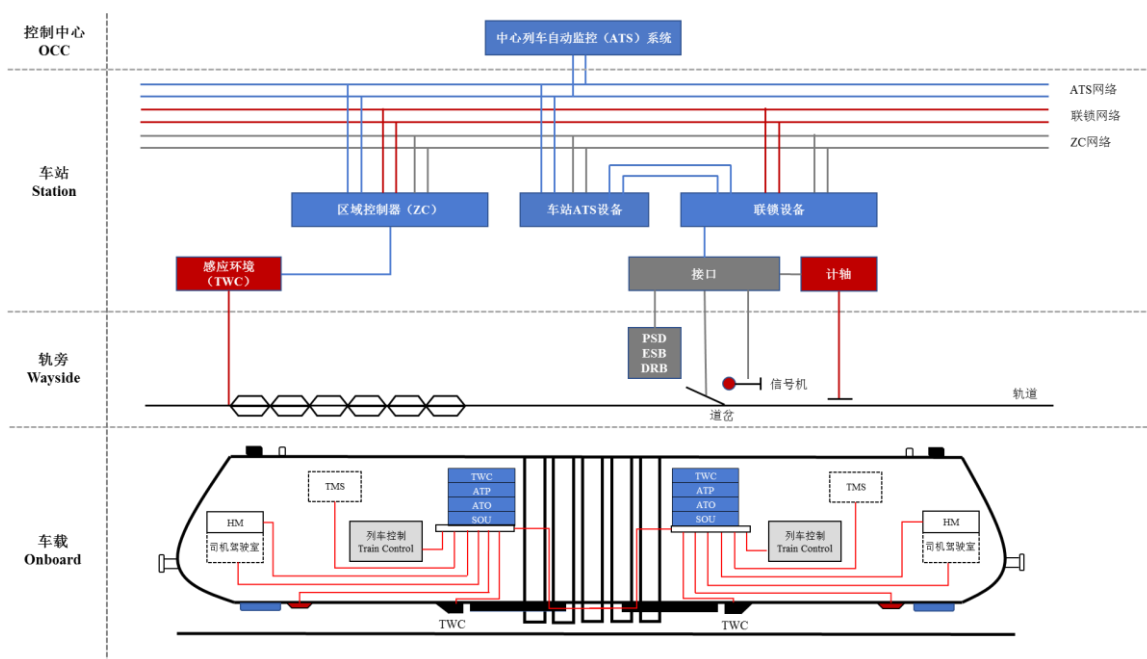 控制中心
OCC
中心列车自动监控（ATS）系统
ATS网络
联锁网络
ZC网络
车站
Station
区域控制器（ZC）
车站ATS设备
联锁设备
感应环境
（TWC）
接口
计轴
轨旁
Wayside
PSD
ESB
DRB
信号机
道岔
轨道
车载
Onboard
TMS
HM
司机驾驶室
列车控制
Train Control
TWC
ATP
ATO
SOU
TWC
ATP
ATO
SOU
列车控制
Train Control
TMS
HM
司机驾驶室
TWC
TWC